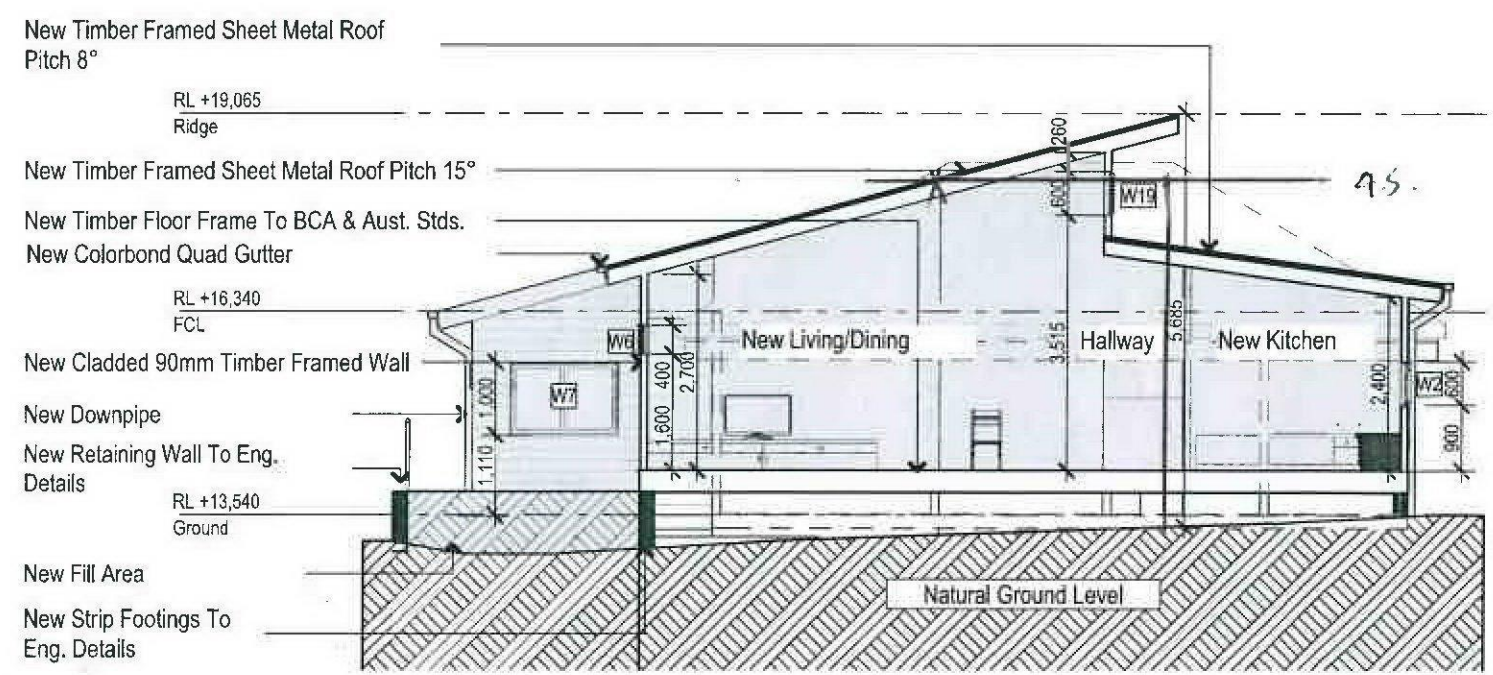 New Timber Framed Sheet Metal Roof
Pitch 8°
RL +19,065
Ridge
New Timber Framed Sheet Metal Roof Pitch 15°
New Timber Floor Frame To BCA & Aust. Stds.
New Colorbond Quad Gutter
RL +16,340
FCL
New Cladded 90mm Timber Framed Wall
New Downpipe
New Retaining Wall To Eng.
Details
RL +13,540
Ground
New Fill Area
New Strip Footings To
Eng. Details
260
600
W19
W6
New Living/Dining
Hallway
New Kitchen
W7
W2
1,000
1,110
400
1,600
2,700
3,515
5,685
2,400
600
900
Natural Ground Level